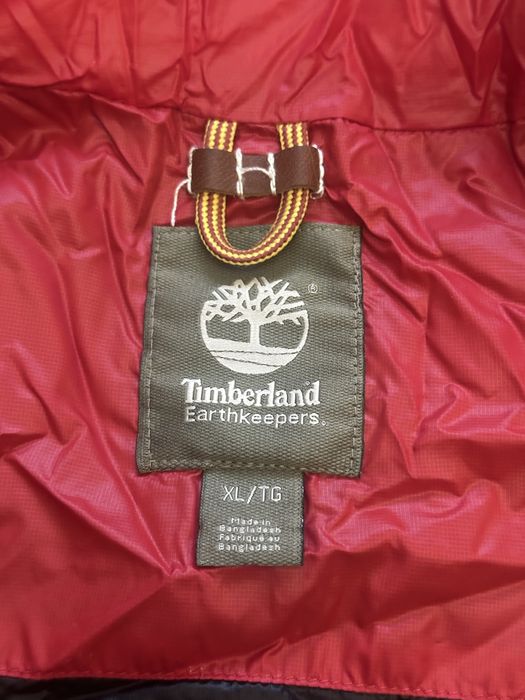 ®
Timberland
Earthkeepers®
XL/TG
Made in
Bangladesh
Fabriqué au
Bangladesh